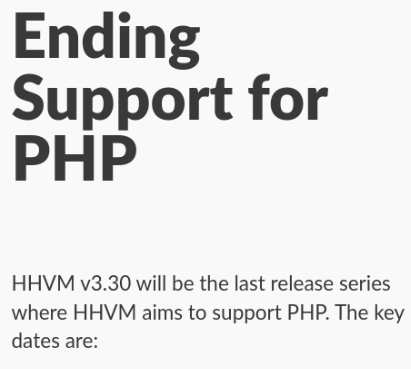 Ending
Support for
PHP
HHVM v3.30 will be the last release series
where HHVM aims to support PHP. The key
dates are: